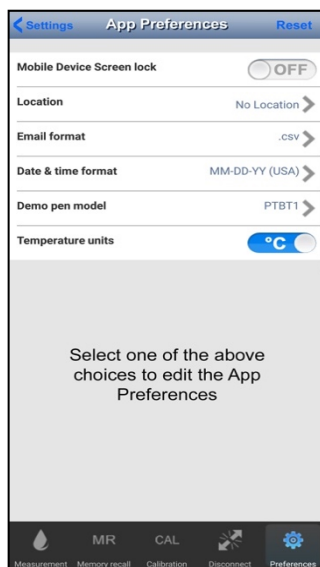 Settings App Preferences Reset
Mobile Device Screen lock OFF
Location No Location
Email format .csv
Date & time format MM-DD-YY (USA)
Demo pen model PTBT1
Temperature units °C
Select one of the above
choices to edit the App
Preferences
MR CAL
Measurement Memory recall Calibration Disconnect Preferences